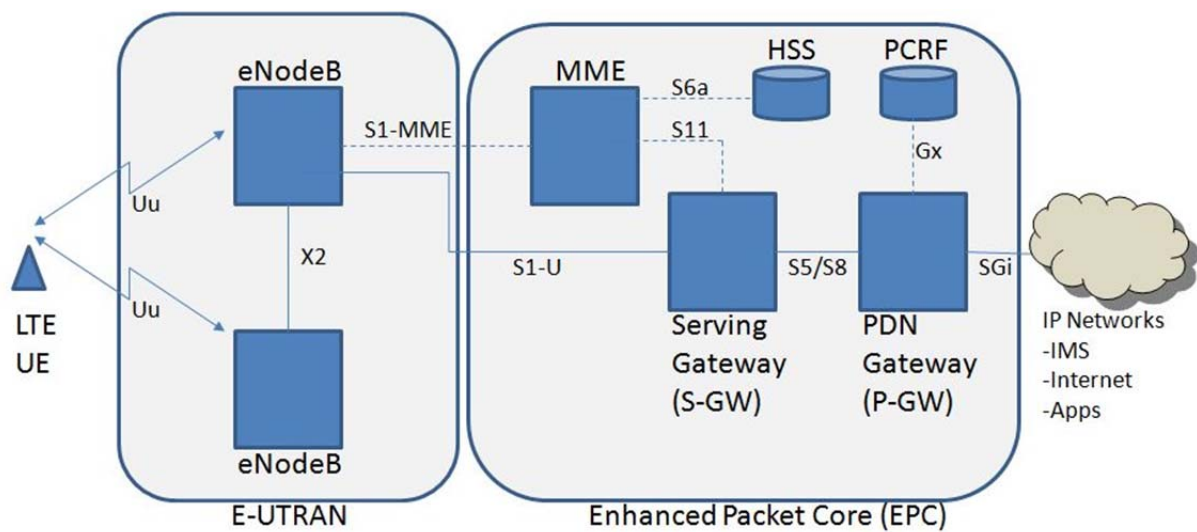 eNodeB
MME
HSS
PCRF
S6a
S1-MME
S11
Gx
Uu
X2
S1-U
S5/S8
SGi
Uu
LTE
UE
Serving
Gateway
(S-GW)
PDN
Gateway
(P-GW)
IP Networks
-IMS
-Internet
-Apps
eNodeB
E-UTRAN
Enhanced Packet Core (EPC)